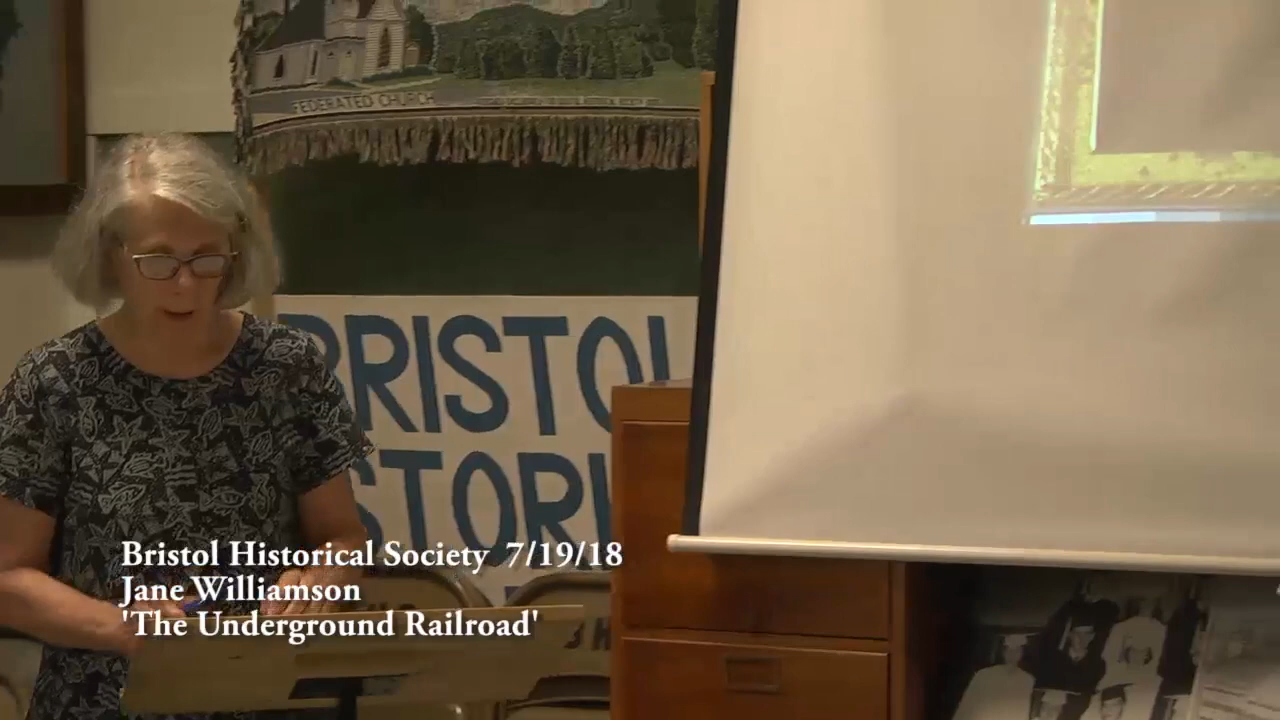 FEDERATED CHURCH
BRISTOL
STORI
Bristol Historical Society 7/19/18
Jane Williamson
'The Underground Railroad'